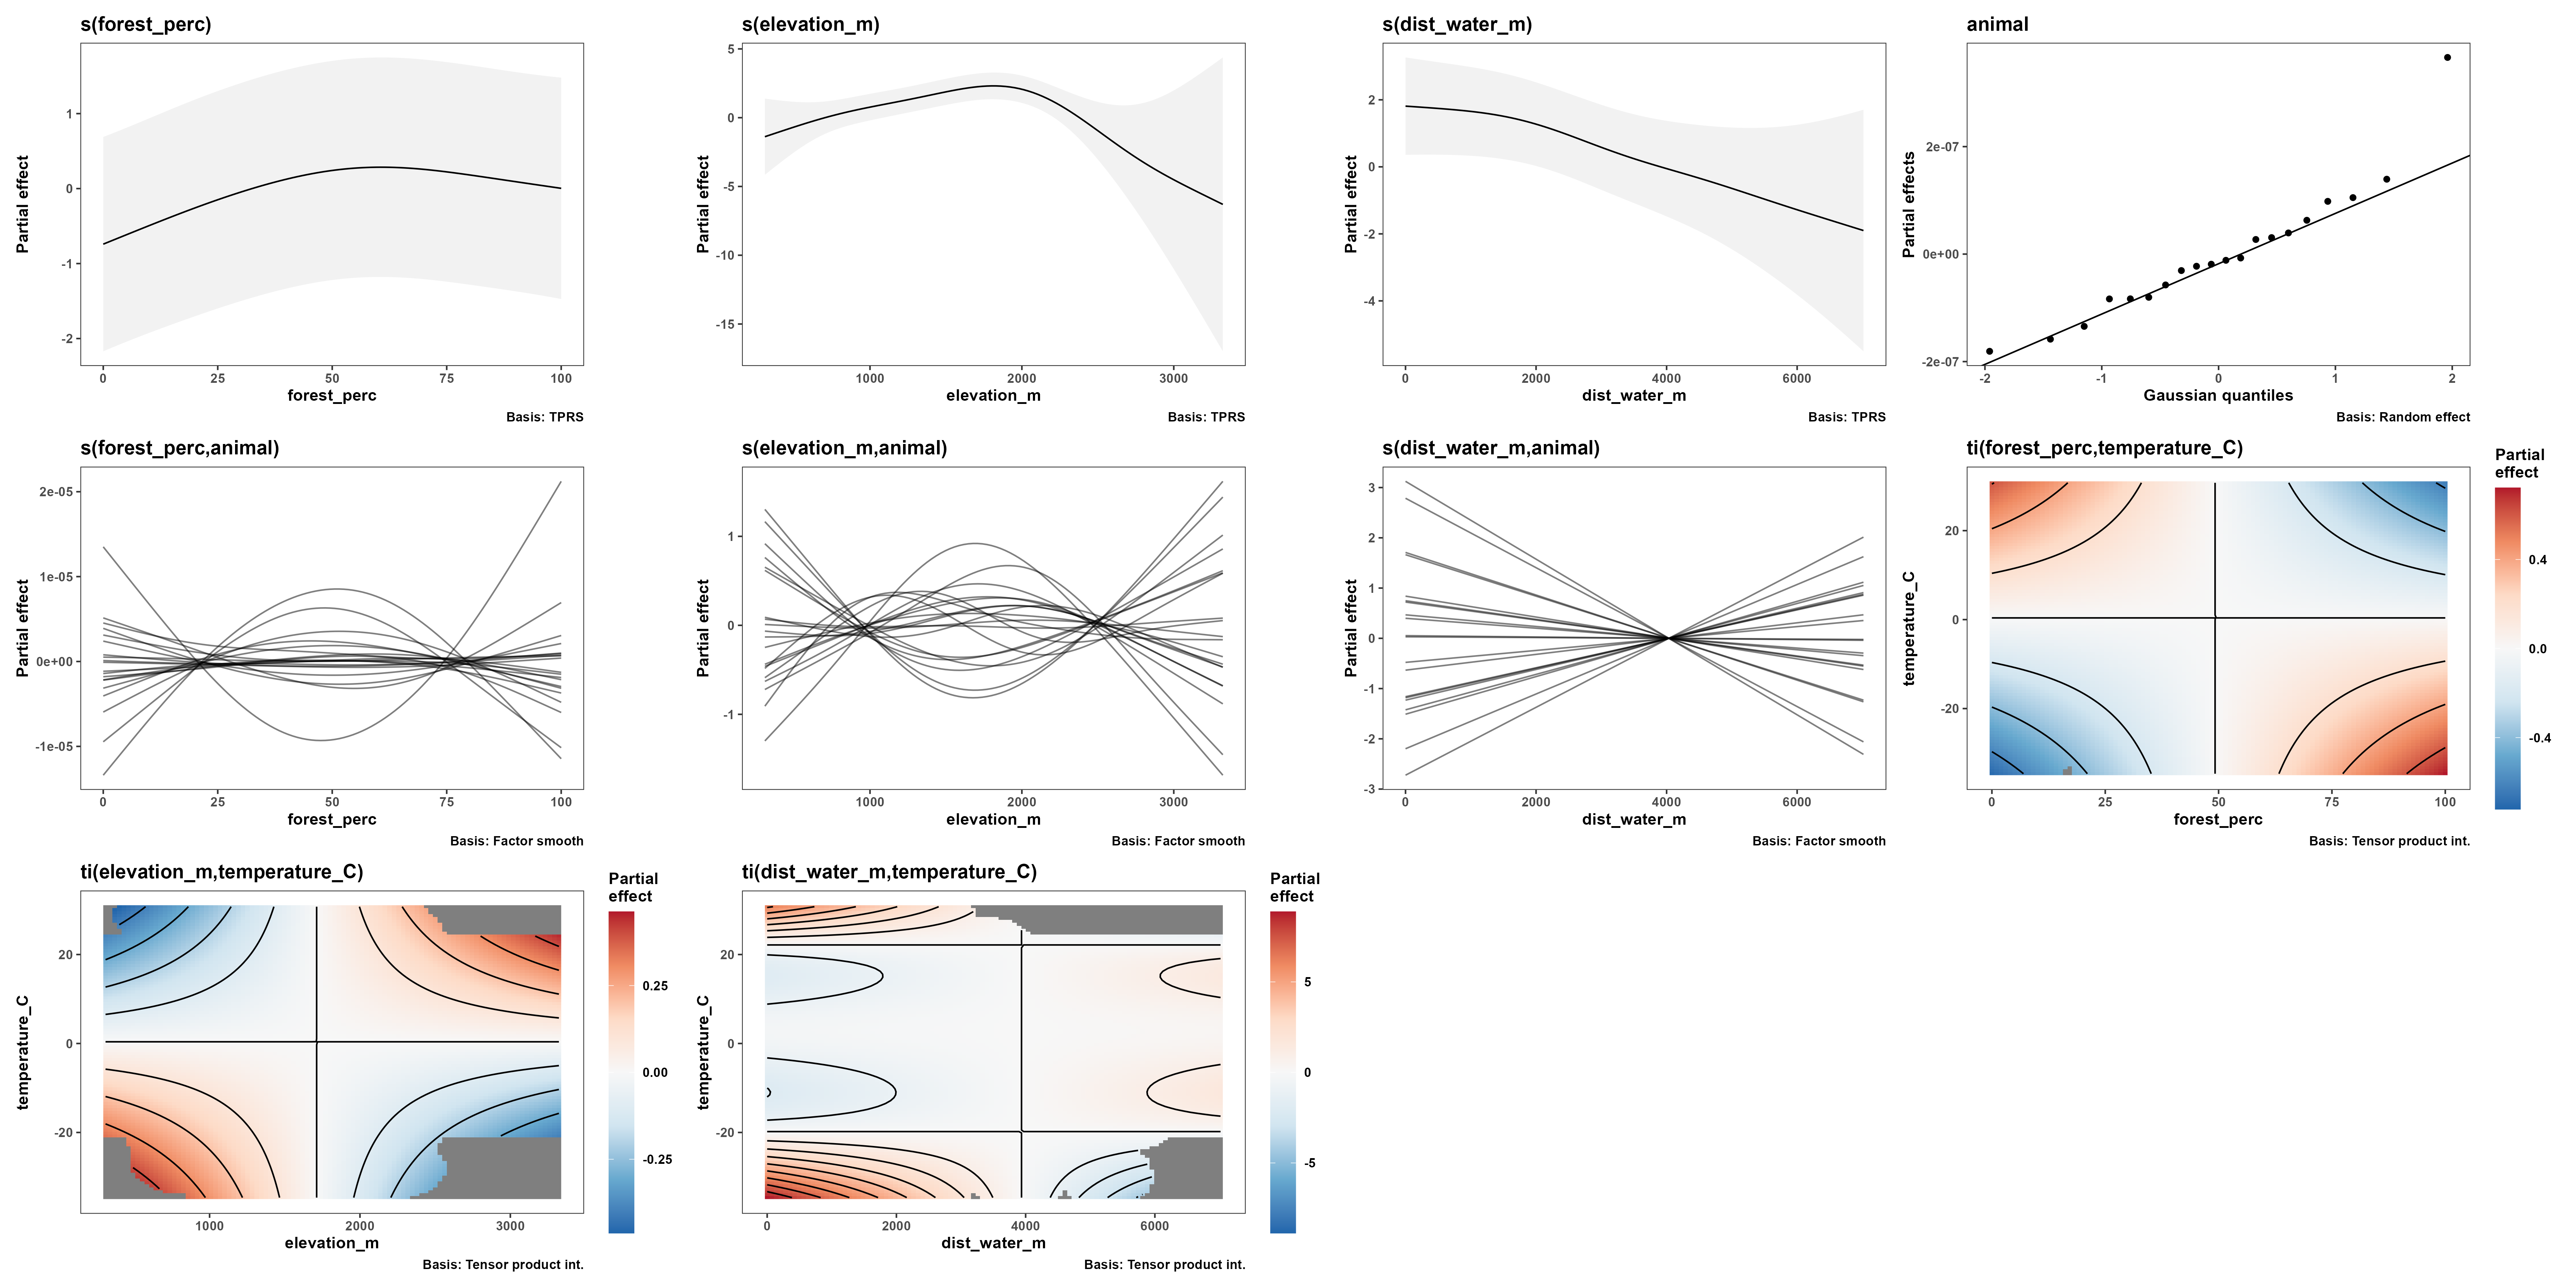 s(forest_perc)
Partial effect
1
0
-1
-2
0
25
50
75
100
forest_perc
Basis: TPRS
s(elevation_m)
Partial effect
5
0
-5
-10
-15
1000
2000
3000
elevation_m
Basis: TPRS
s(dist_water_m)
Partial effect
2
0
-2
-4
0
2000
4000
6000
dist_water_m
Basis: TPRS
animal
Partial effects
2e-07
0e+00
-2e-07
-2
-1
0
1
2
Gaussian quantiles
Basis: Random effect
s(forest_perc,animal)
Partial effect
2e-05
1e-05
0e+00
-1e-05
0
25
50
75
100
forest_perc
Basis: Factor smooth
s(elevation_m,animal)
Partial effect
1
0
-1
1000
2000
3000
elevation_m
Basis: Factor smooth
s(dist_water_m,animal)
Partial effect
3
2
1
0
-1
-2
-3
0
2000
4000
6000
dist_water_m
Basis: Factor smooth
ti(forest_perc,temperature_C)
temperature_C
20
0
-20
0
25
50
75
100
forest_perc
Basis: Tensor product int.
Partial
effect
0.4
0.0
-0.4
ti(elevation_m,temperature_C)
temperature_C
20
0
-20
1000
2000
3000
elevation_m
Basis: Tensor product int.
Partial
effect
0.25
0.00
-0.25
ti(dist_water_m,temperature_C)
temperature_C
20
0
-20
0
2000
4000
6000
dist_water_m
Basis: Tensor product int.
Partial
effect
5
0
-5